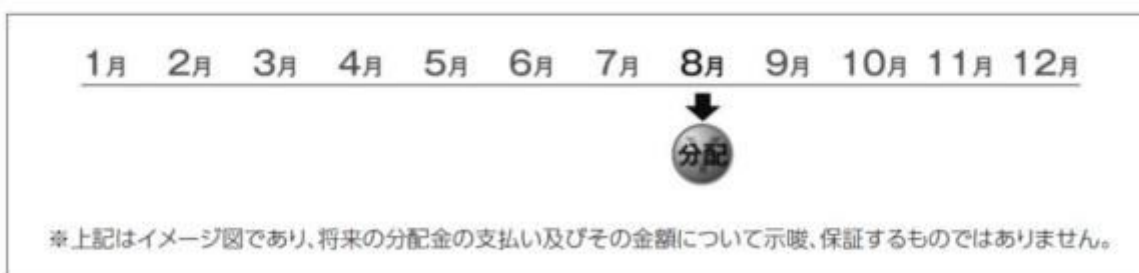 1月 2月 3月 4月 5月 6月 7月 8月 9月 10月 11月 12月
分配
※上記はイメージ図であり、将来の分配金の支払い及びその金額について示唆、保証するものではありません。